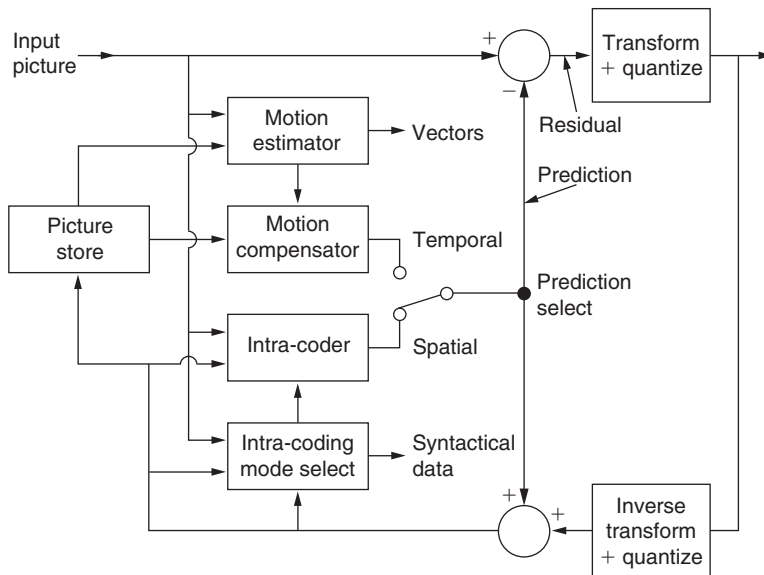 Input
picture
+
−
Transform
+ quantize
Residual
Motion
estimator
Vectors
Prediction
Picture
store
Motion
compensator
Temporal
Prediction
select
Intra-coder
Spatial
Intra-coding
mode select
Syntactical
data
+
+
Inverse
transform
+ quantize